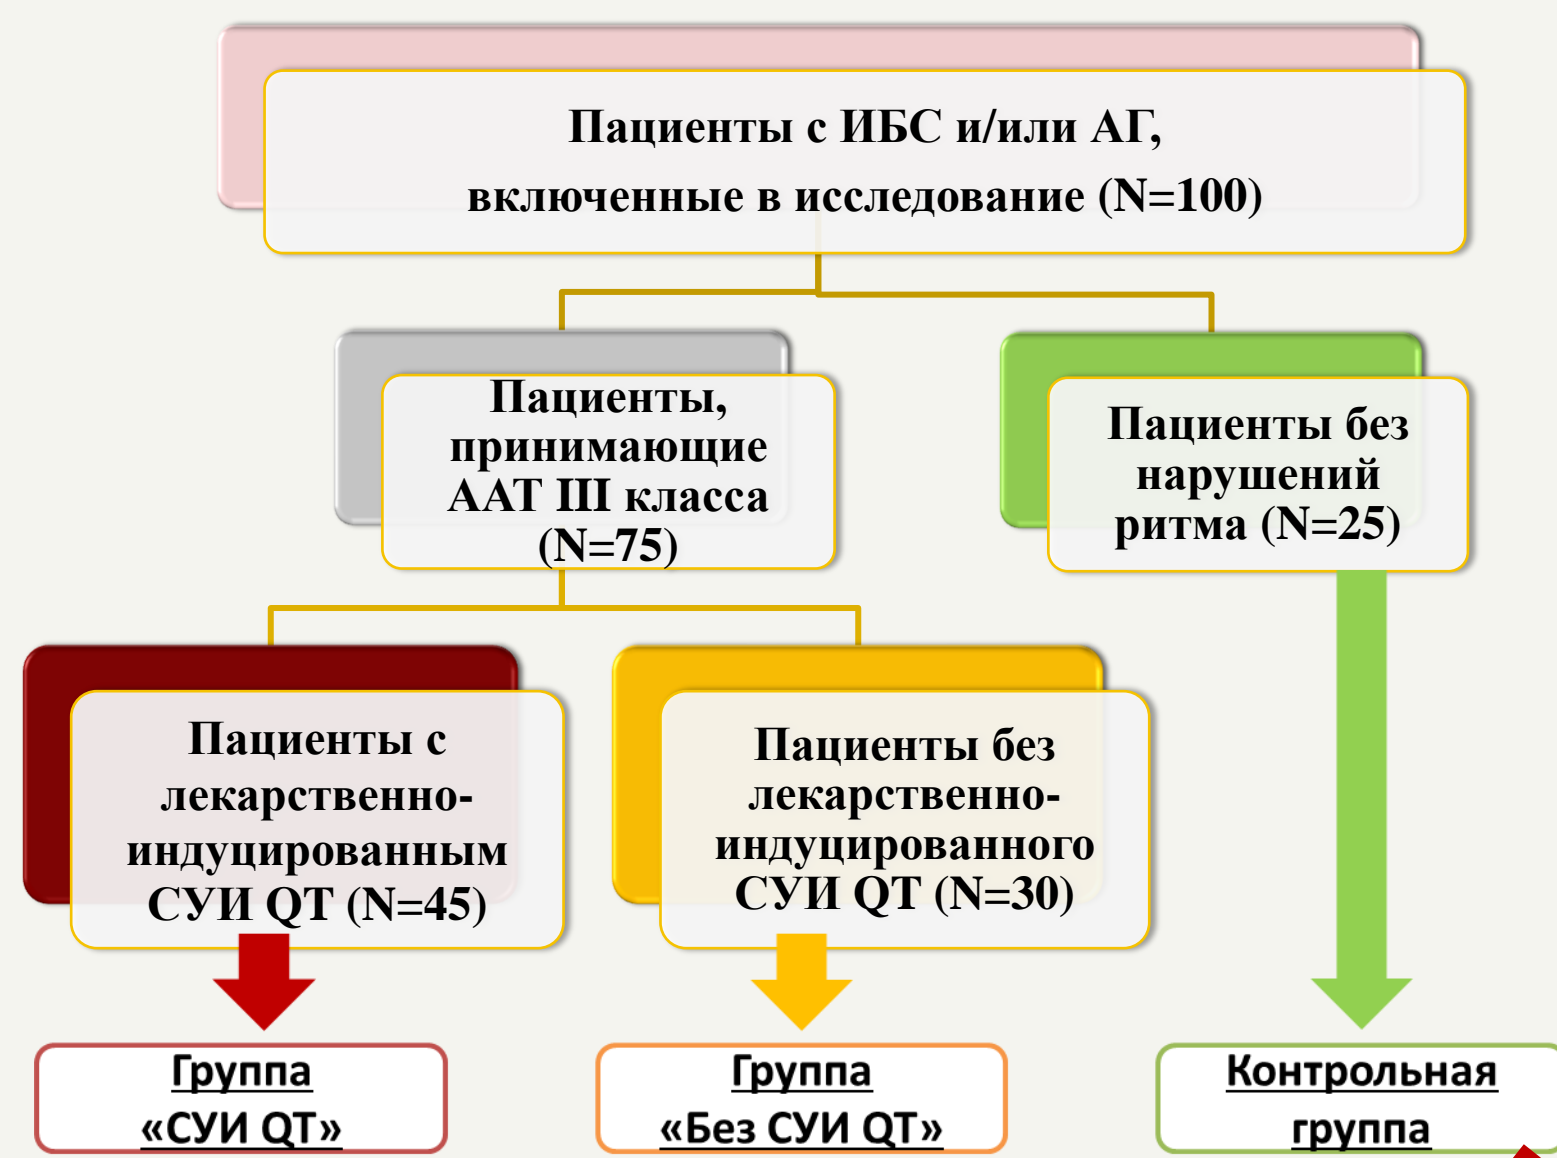 Пациенты с ИБС и/или АГ,
включенные в исследование (N=100)
Пациенты,
принимающие
ААТ III класса
(N=75)
Пациенты без
нарушений
ритма (N=25)
Пациенты с
лекарственно-
индуцированным
СУИ QT (N=45)
Пациенты без
лекарственно-
индуцированного
СУИ QT (N=30)
Группа
«СУИ QT»
Группа
«Без СУИ QT»
Контрольная
группа